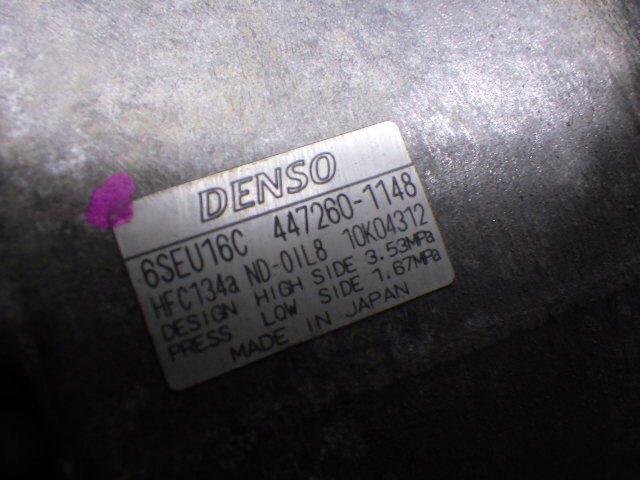 DENSO
6SEU16C 447260-1148
HFC134a ND-OIL8 10K04312
DESIGN HIGH SIDE 3.53MPa
PRESS LOW SIDE 1.67MPa
MADE IN JAPAN